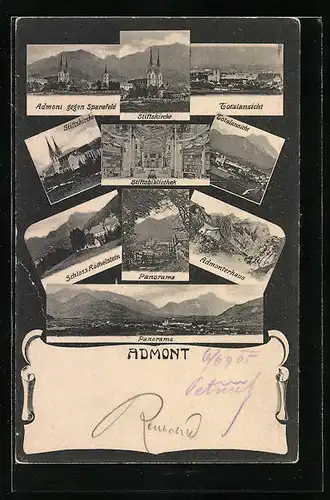 Admont gegen Sparafeld
Stiftskirche
Totalansicht
Stiftskirche
Totalansicht
Stiftsbibliothek
Schloss Röthelstein
Panorama
Admonterhaus
Panorama
ADMONT